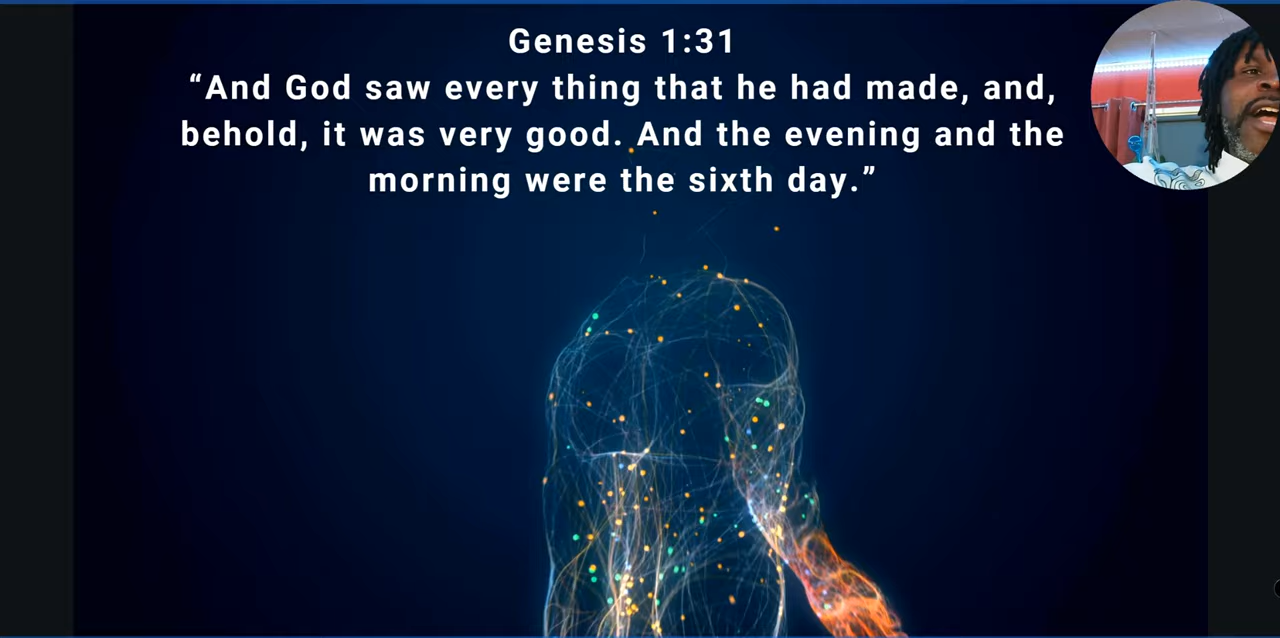 Genesis 1:31
“And God saw every thing that he had made, and,
behold, it was very good. And the evening and the
morning were the sixth day.”